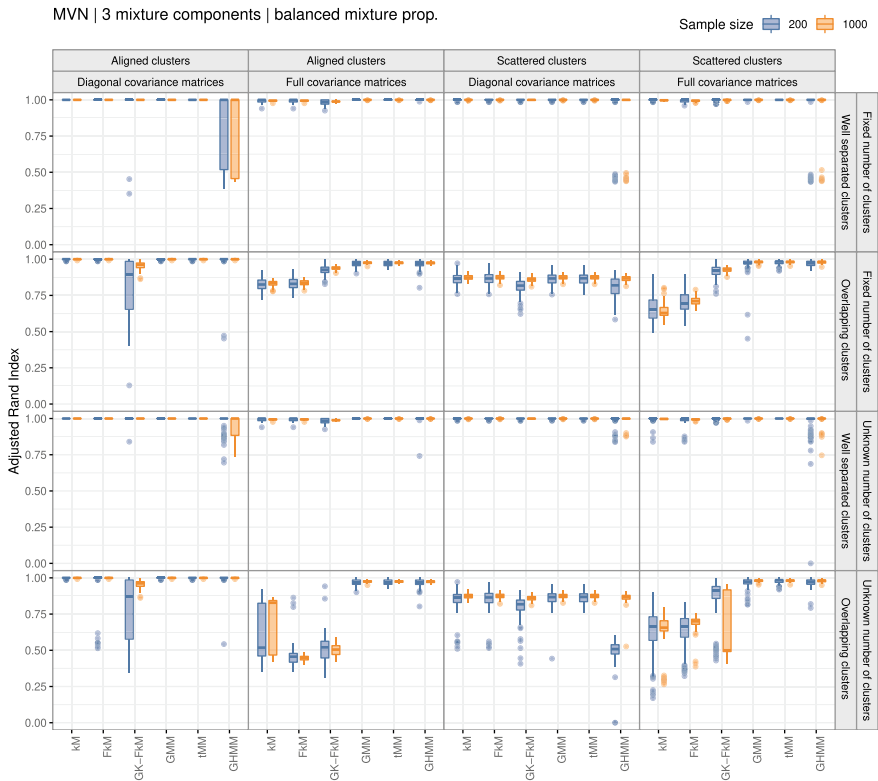 MVN | 3 mixture components | balanced mixture prop.
Sample size 200 1000
Aligned clusters Aligned clusters Scattered clusters Scattered clusters
Diagonal covariance matrices Full covariance matrices Diagonal covariance matrices Full covariance matrices
Adjusted Rand Index
1.00
0.75
0.50
0.25
0.00
Well separated clusters
Fixed number of clusters
1.00
0.75
0.50
0.25
0.00
Overlapping clusters
Fixed number of clusters
1.00
0.75
0.50
0.25
0.00
Well separated clusters
Unknown number of clusters
1.00
0.75
0.50
0.25
0.00
Overlapping clusters
Unknown number of clusters
kM FkM GK−FkM GMM tMM GHMM kM FkM GK−FkM GMM tMM GHMM kM FkM GK−FkM GMM tMM GHMM kM FkM GK−FkM GMM tMM GHMM